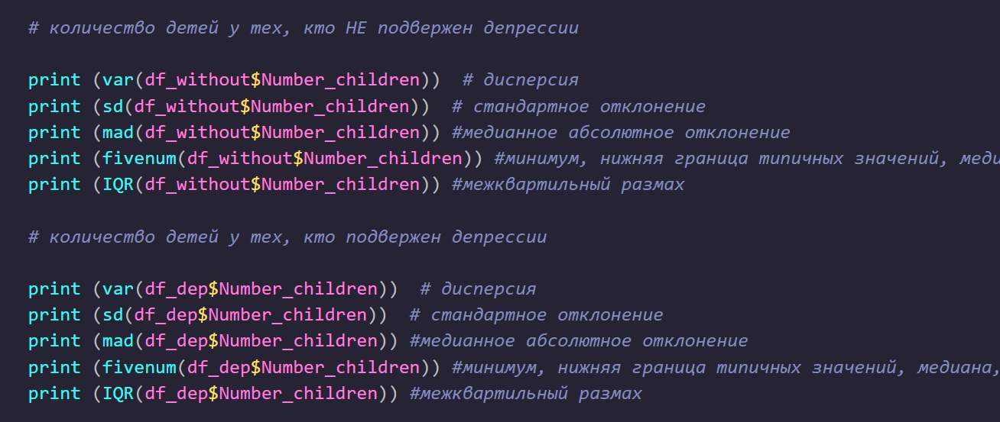 # количество детей у тех, кто НЕ подвержен депрессии
print (var(df_without$Number_children))  # дисперсия
print (sd(df_without$Number_children))  # стандартное отклонение
print (mad(df_without$Number_children)) #медианное абсолютное отклонение
print (fivenum(df_without$Number_children)) #минимум, нижняя граница типичных значений,
print (IQR(df_without$Number_children)) #межквартильный размах
# количество детей у тех, кто подвержен депрессии
print (var(df_dep$Number_children))  # дисперсия
print (sd(df_dep$Number_children))  # стандартное отклонение
print (mad(df_dep$Number_children)) #медианное абсолютное отклонение
print (fivenum(df_dep$Number_children)) #минимум, нижняя граница типичных значений, медиана,
print (IQR(df_dep$Number_children)) #межквартильный размах